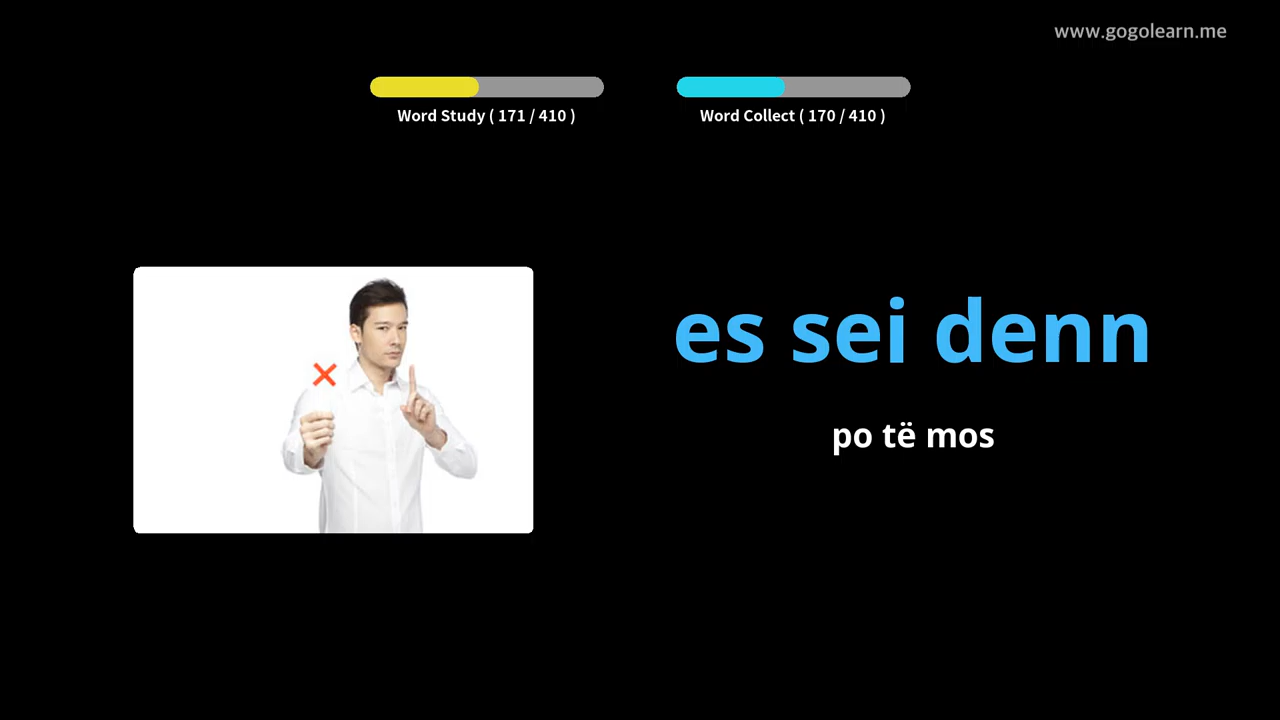 www.gogolearn.me
Word Study ( 171 / 410 )
Word Collect ( 170 / 410 )
es sei denn
po të mos